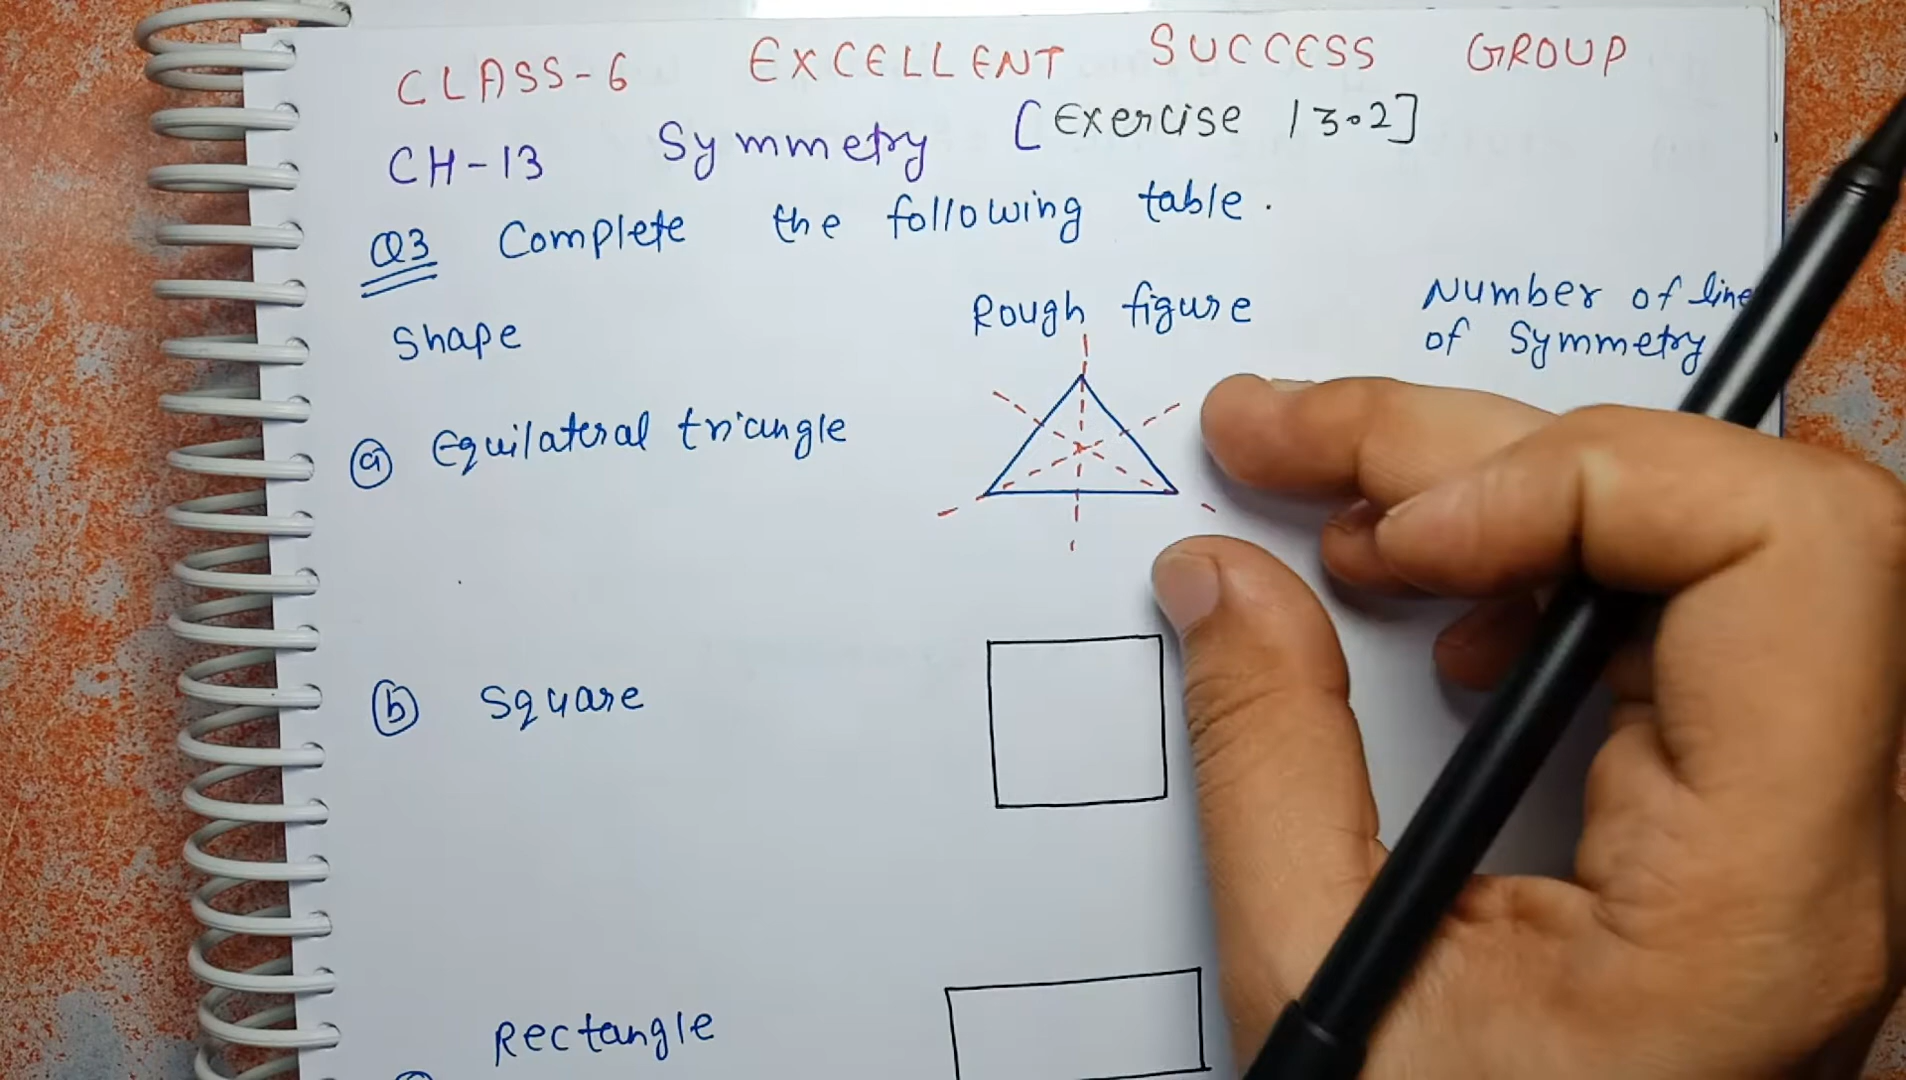 CLASS-6 EXCELLENT SUCCESS GROUP
CH-13 Symmetry [Exercise 13.2]
Q3 Complete the following table.
Shape Rough figure Number of line
of Symmetry
(a) Equilateral triangle
(b) Square
Rectangle